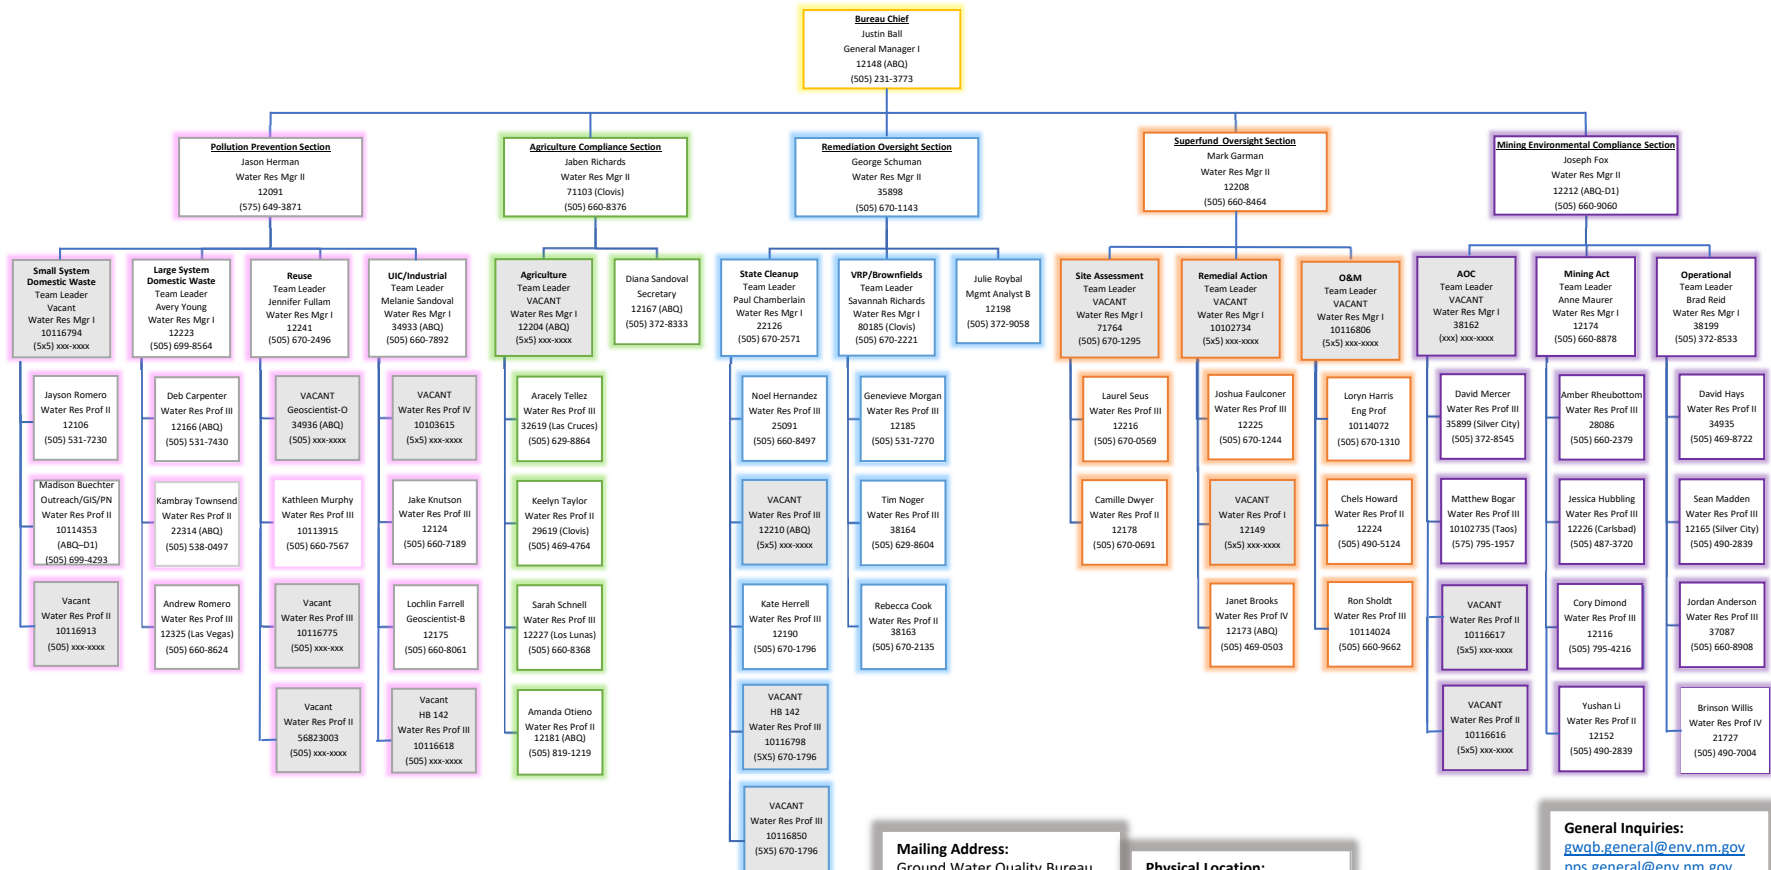 Bureau Chief
Justin Ball
General Manager I
12148 (ABQ)
(505) 231-3773
Pollution Prevention Section
Jason Herman
Water Res Mgr II
12091
(575) 649-3871
Agriculture Compliance Section
Jaben Richards
Water Res Mgr II
71103 (Clovis)
(505) 660-8376
Remediation Oversight Section
George Schuman
Water Res Mgr II
35898
(505) 670-1143
Superfund Oversight Section
Mark Garman
Water Res Mgr II
12208
(505) 660-8464
Mining Environmental Compliance Section
Joseph Fox
Water Res Mgr II
12212 (ABQ-D1)
(505) 660-9060
Small System
Domestic Waste
Team Leader
Vacant
Water Res Mgr I
10116794
(5x5) xxx-xxxx
Large System
Domestic Waste
Team Leader
Avery Young
Water Res Mgr I
12223
(505) 699-8564
Reuse
Team Leader
Jennifer Fullam
Water Res Mgr I
12241
(505) 670-2496
UIC/Industrial
Team Leader
Melanie Sandoval
Water Res Mgr I
34933 (ABQ)
(505) 660-7892
Agriculture
Team Leader
VACANT
Water Res Mgr I
12204 (ABQ)
(5x5) xxx-xxxx
Diana Sandoval
Secretary
12167 (ABQ)
(505) 372-8333
State Cleanup
Team Leader
Paul Chamberlain
Water Res Mgr I
22126
(505) 670-2571
VRP/Brownfields
Team Leader
Savannah Richards
Water Res Mgr I
80185 (Clovis)
(505) 670-2221
Julie Roybal
Mgmt Analyst B
12198
(505) 372-9058
Site Assessment
Team Leader
VACANT
Water Res Mgr I
71764
(505) 670-1295
Remedial Action
Team Leader
VACANT
Water Res Mgr I
10102734
(5x5) xxx-xxxx
O&M
Team Leader
VACANT
Water Res Mgr I
10116806
(5x5) xxx-xxxx
AOC
Team Leader
VACANT
Water Res Mgr I
38162
(xxx) xxx-xxxx
Mining Act
Team Leader
Anne Maurer
Water Res Mgr I
12174
(505) 660-8878
Operational
Team Leader
Brad Reid
Water Res Mgr I
38199
(505) 372-8533
Jayson Romero
Water Res Prof II
12106
(505) 531-7230
Deb Carpenter
Water Res Prof III
12166 (ABQ)
(505) 531-7430
VACANT
Geoscientist-O
34936 (ABQ)
(505) xxx-xxxx
VACANT
Water Res Prof IV
10103615
(5x5) xxx-xxxx
Aracely Tellez
Water Res Prof III
32619 (Las Cruces)
(505) 629-8864
Noel Hernandez
Water Res Prof III
25091
(505) 660-8497
Genevieve Morgan
Water Res Prof III
12185
(505) 531-7270
Laurel Seus
Water Res Prof III
12216
(505) 670-0569
Joshua Faulconer
Water Res Prof III
12225
(505) 670-1244
Loryn Harris
Eng Prof
10114072
(505) 670-1310
David Mercer
Water Res Prof III
35899 (Silver City)
(505) 372-8545
Amber Rheubottom
Water Res Prof III
28086
(505) 660-2379
David Hays
Water Res Prof II
34935
(505) 469-8722
Madison Buechter
Outreach/GIS/PN
Water Res Prof II
10114353
(ABQ–D1)
(505) 699-4293
Kambray Townsend
Water Res Prof II
22314 (ABQ)
(505) 538-0497
Kathleen Murphy
Water Res Prof III
10113915
(505) 660-7567
Jake Knutson
Water Res Prof III
12124
(505) 660-7189
Keelyn Taylor
Water Res Prof II
29619 (Clovis)
(505) 469-4764
VACANT
Water Res Prof III
12210 (ABQ)
(5x5) xxx-xxxx
Tim Noger
Water Res Prof III
38164
(505) 629-8604
Camille Dwyer
Water Res Prof II
12178
(505) 670-0691
VACANT
Water Res Prof I
12149
(5x5) xxx-xxxx
Chels Howard
Water Res Prof II
12224
(505) 490-5124
Matthew Bogar
Water Res Prof III
10102735 (Taos)
(575) 795-1957
Jessica Hubbling
Water Res Prof III
12226 (Carlsbad)
(505) 487-3720
Sean Madden
Water Res Prof III
12165 (Silver City)
(505) 490-2839
Vacant
Water Res Prof II
10116913
(505) xxx-xxxx
Andrew Romero
Water Res Prof III
12325 (Las Vegas)
(505) 660-8624
Vacant
Water Res Prof III
10116775
(505) xxx-xxx
Lochlin Farrell
Geoscientist-B
12175
(505) 660-8061
Sarah Schnell
Water Res Prof III
12227 (Los Lunas)
(505) 660-8368
Kate Herrell
Water Res Prof III
12190
(505) 670-1796
Rebecca Cook
Water Res Prof II
38163
(505) 670-2135
Janet Brooks
Water Res Prof IV
12173 (ABQ)
(505) 469-0503
Ron Sholdt
Water Res Prof III
10114024
(505) 660-9662
VACANT
Water Res Prof II
10116617
(5x5) xxx-xxxx
Cory Dimond
Water Res Prof III
12116
(505) 795-4216
Jordan Anderson
Water Res Prof III
37087
(505) 660-8908
Vacant
Water Res Prof II
56823003
(505) xxx-xxxx
Vacant
HB 142
Water Res Prof III
10116618
(505) xxx-xxxx
Amanda Otieno
Water Res Prof II
12181 (ABQ)
(505) 819-1219
VACANT
HB 142
Water Res Prof III
10116798
(5X5) 670-1796
VACANT
Water Res Prof II
10116616
(5x5) xxx-xxxx
Yushan Li
Water Res Prof II
12152
(505) 490-2839
Brinson Willis
Water Res Prof IV
21727
(505) 490-7004
VACANT
Water Res Prof III
10116850
(5X5) 670-1796
Mailing Address:
Ground Water Quality Bureau
Physical Location:
General Inquiries:
gwqb.general@env.nm.gov
pps.general@env.nm.gov